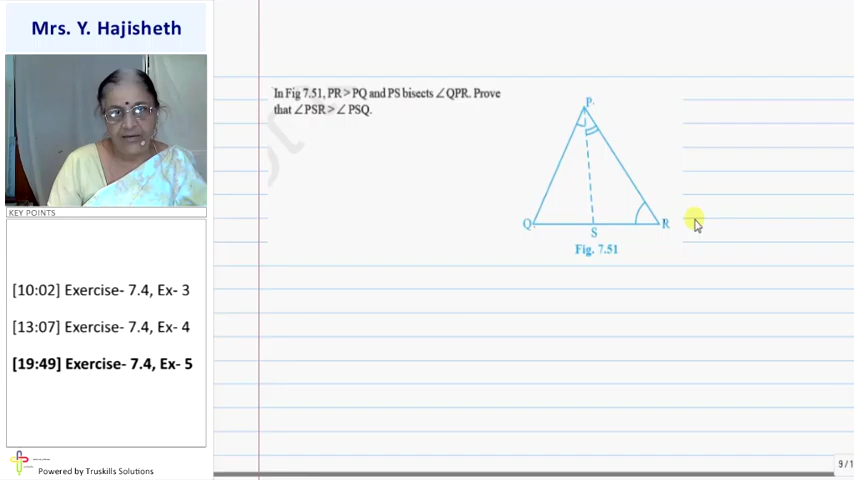 Mrs. Y. Hajisheth
KEY POINTS
[10:02] Exercise- 7.4, Ex- 3
[13:07] Exercise- 7.4, Ex- 4
[19:49] Exercise- 7.4, Ex- 5
Powered by Truskills Solutions
In Fig 7.51, PR > PQ and PS bisects ∠QPR. Prove
that ∠PSR > ∠ PSQ.
P
Q
S
R
Fig. 7.51
9 / 1